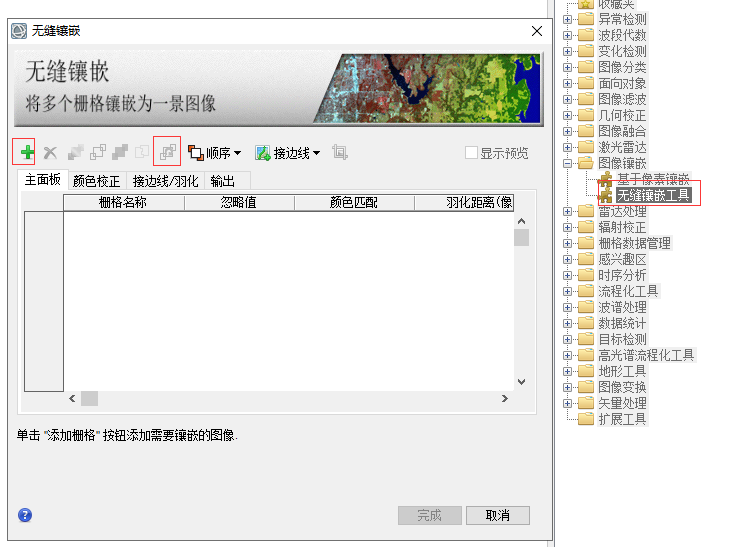 无缝镶嵌
无缝镶嵌
将多个栅格镶嵌为一景图像
顺序
接边线
显示预览
主面板
颜色校正
接边线/羽化
输出
栅格名称
忽略值
颜色匹配
羽化距离(像
单击 "添加栅格" 按钮添加需要镶嵌的图像.
完成
取消
收藏夹
异常检测
波段代数
变化检测
图像分类
面向对象
图像滤波
几何校正
图像融合
激光雷达
图像镶嵌
基于像素镶嵌
无缝镶嵌工具
雷达处理
辐射校正
栅格数据管理
感兴趣区
时序分析
流程化工具
波谱处理
数据统计
目标检测
高光谱流程化工具
地形工具
图像变换
矢量处理
扩展工具